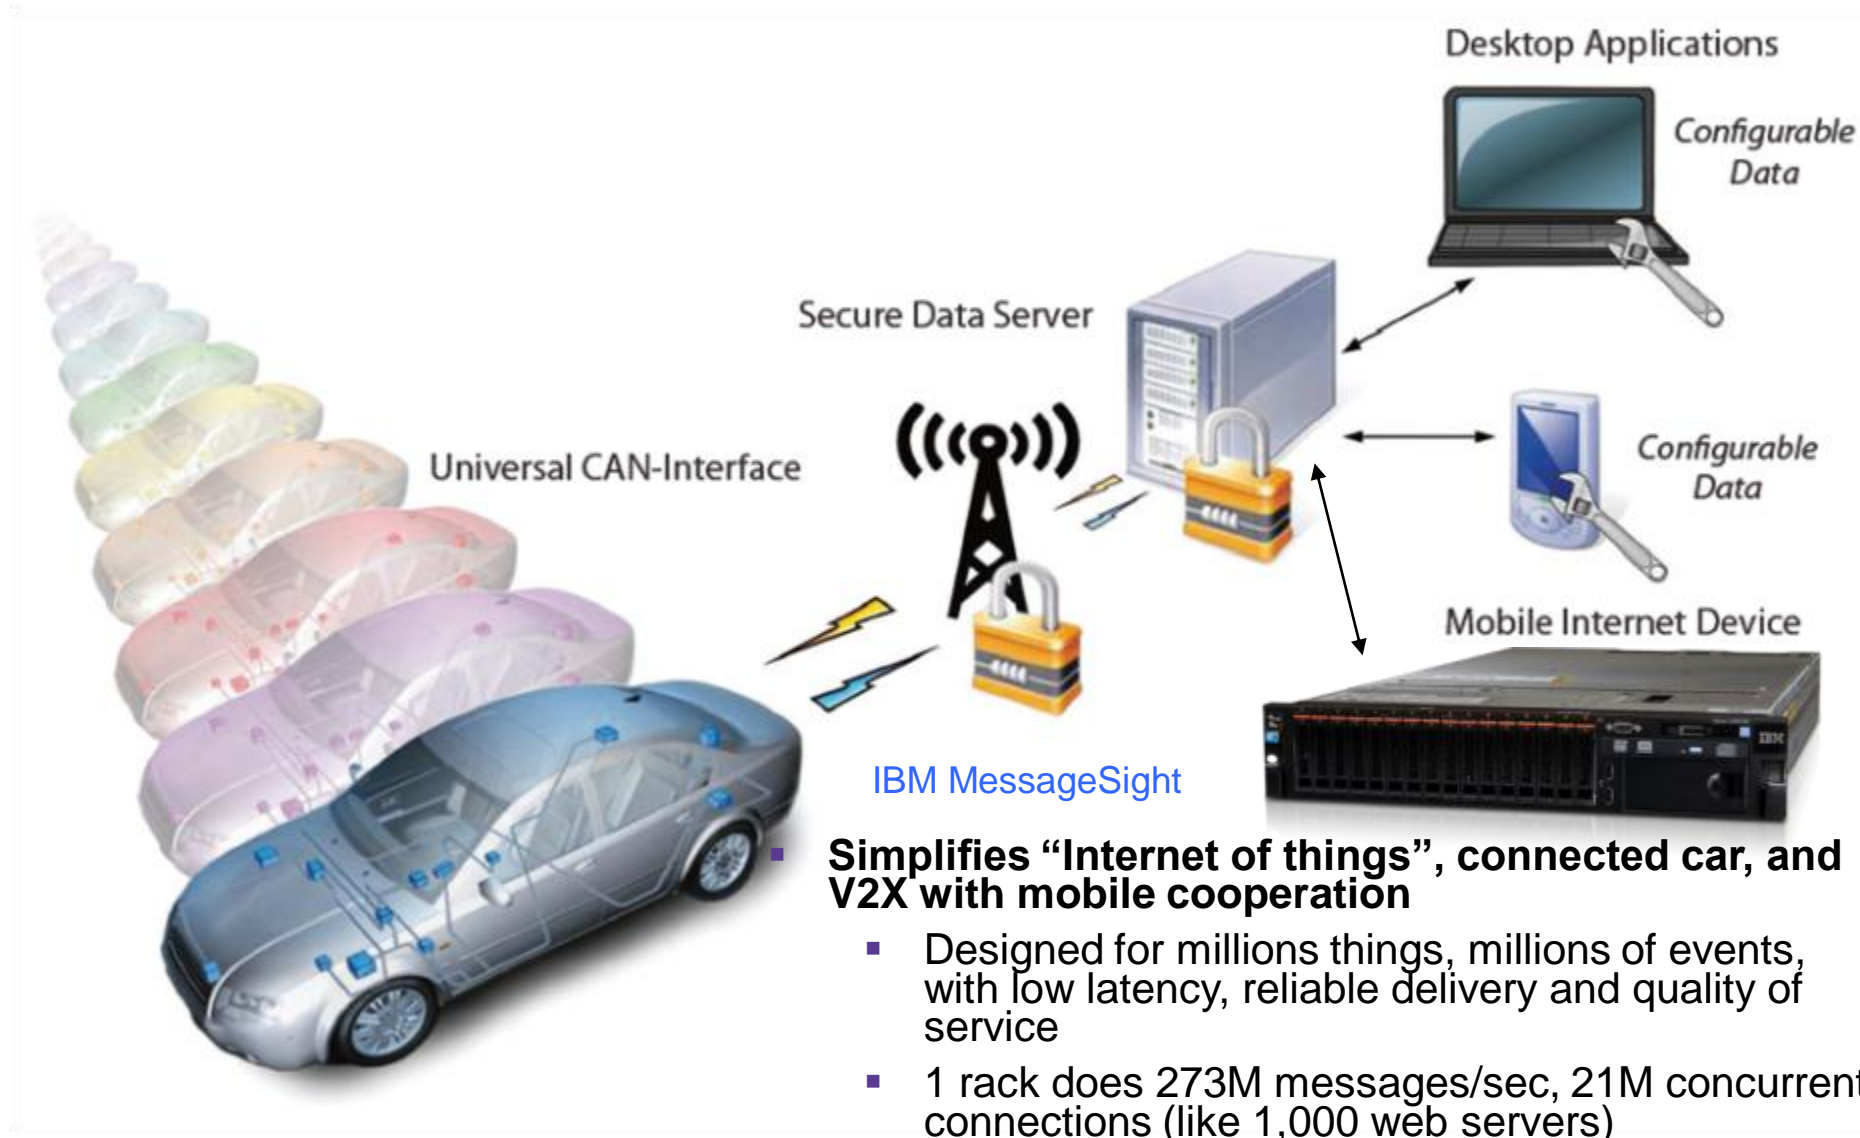 Desktop Applications
Configurable
Data
Secure Data Server
Universal CAN-Interface
Configurable
Data
Mobile Internet Device
IBM
IBM MessageSight
▪ Simplifies “Internet of things”, connected car, and
V2X with mobile cooperation
▪ Designed for millions things, millions of events,
with low latency, reliable delivery and quality of
service
▪ 1 rack does 273M messages/sec, 21M concurrent
connections (like 1,000 web servers)